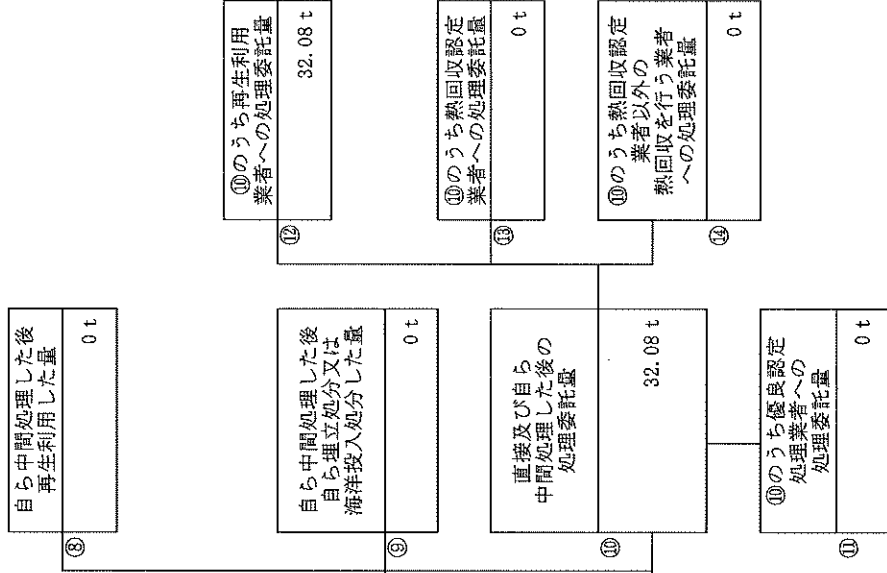 ⑧
自ら中間処理した後
再生利用した量
0 t
⑨
自ら中間処理した後
自ら埋立処分又は
海洋投入処分した量
0 t
⑩
直接及び自ら
中間処理した後の
処理委託量
32.08 t
⑪
⑩のうち優良認定
処理業者への
処理委託量
0 t
⑫
⑩のうち再生利用
業者への処理委託量
32.08 t
⑬
⑩のうち熱回収認定
業者への処理委託量
0 t
⑭
⑩のうち熱回収認定
業者以外の
熱回収を行う業者
への処理委託量
0 t